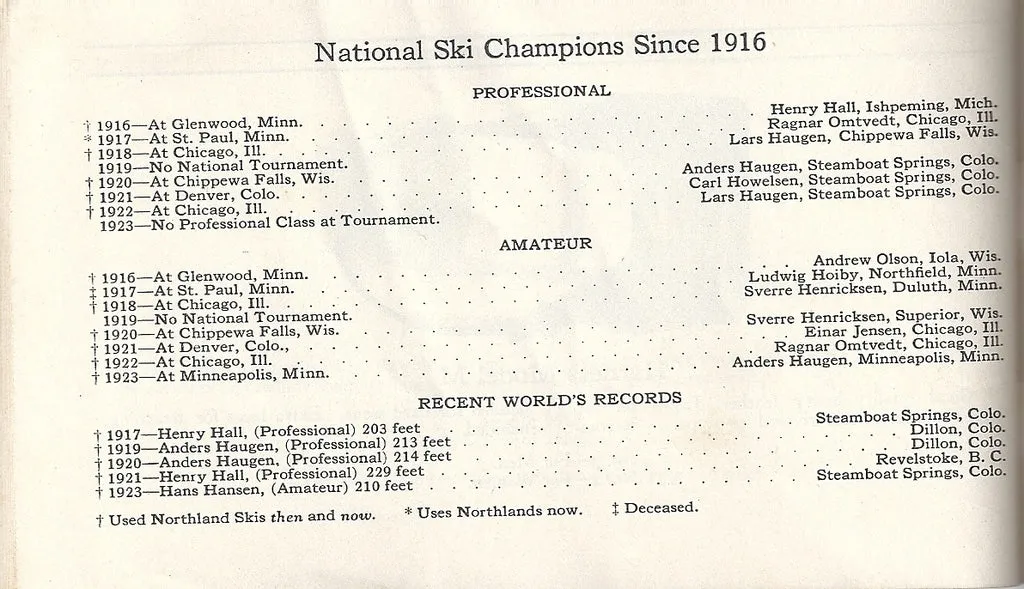 National Ski Champions Since 1916
PROFESSIONAL
† 1916—At Glenwood, Minn. . . . . . . . . . . . . . . . . . Henry Hall, Ishpeming, Mich.
* 1917—At St. Paul, Minn. . . . . . . . . . . . . . . . . . Ragnar Omtvedt, Chicago, Ill.
† 1918—At Chicago, Ill. . . . . . . . . . . . . . . . . . Lars Haugen, Chippewa Falls, Wis.
1919—No National Tournament.
† 1920—At Chippewa Falls, Wis. . . . . . . . . . . . . . . . Anders Haugen, Steamboat Springs, Colo.
† 1921—At Denver, Colo. . . . . . . . . . . . . . . . . Carl Howelsen, Steamboat Springs, Colo.
† 1922—At Chicago, Ill. . . . . . . . . . . . . . . . . Lars Haugen, Steamboat Springs, Colo.
1923—No Professional Class at Tournament.
AMATEUR
† 1916—At Glenwood, Minn. . . . . . . . . . . . . . . . . . Andrew Olson, Iola, Wis.
‡ 1917—At St. Paul, Minn. . . . . . . . . . . . . . . . . . Ludwig Hoiby, Northfield, Minn.
† 1918—At Chicago, Ill. . . . . . . . . . . . . . . . . . Sverre Henricksen, Duluth, Minn.
1919—No National Tournament.
† 1920—At Chippewa Falls, Wis. . . . . . . . . . . . . . . . Sverre Henricksen, Superior, Wis.
† 1921—At Denver, Colo., . . . . . . . . . . . . . . . . . Einar Jensen, Chicago, Ill.
† 1922—At Chicago, Ill. . . . . . . . . . . . . . . . . . Ragnar Omtvedt, Chicago, Ill.
† 1923—At Minneapolis, Minn. . . . . . . . . . . . . . . . Anders Haugen, Minneapolis, Minn.
RECENT WORLD'S RECORDS
† 1917—Henry Hall, (Professional) 203 feet . . . . . . . . . . . . . Steamboat Springs, Colo.
† 1919—Anders Haugen, (Professional) 213 feet . . . . . . . . . . . . . Dillon, Colo.
† 1920—Anders Haugen, (Professional) 214 feet . . . . . . . . . . . . . Dillon, Colo.
† 1921—Henry Hall, (Professional) 229 feet . . . . . . . . . . . . . Revelstoke, B. C.
† 1923—Hans Hansen, (Amateur) 210 feet . . . . . . . . . . . . . Steamboat Springs, Colo.
† Used Northland Skis then and now. * Uses Northlands now. ‡ Deceased.